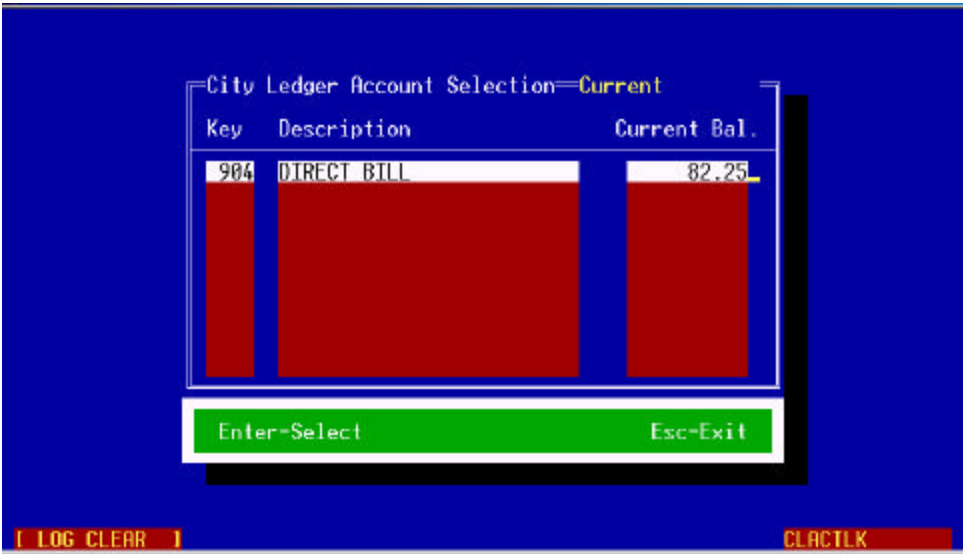 City Ledger Account Selection Current
Key Description Current Bal.
904 DIRECT BILL 82.25
Enter-Select Esc-Exit
[ LOG CLEAR ] CLACTLK